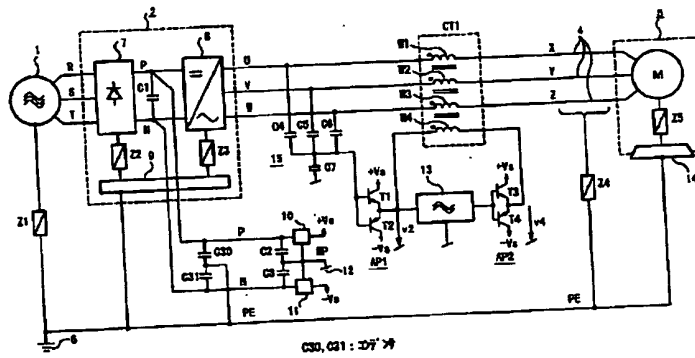 2
5
CT1
4
1
7
8
W1
R
P
U
X
W2
S
C1
V
Y
M
W3
T
N
W
Z
W4
Z2
9
Z3
C4
C5
C6
15
C7
+Vs
T1
T2
-Vs
AP1
v2
13
+Vs
T3
T4
-Vs
AP2
v4
Z5
14
Z4
Z1
10
+Vs
P
C30
C2
NP
12
C31
C3
N
11
-Vs
PE
PE
6
C30, C31 : コンデンサ